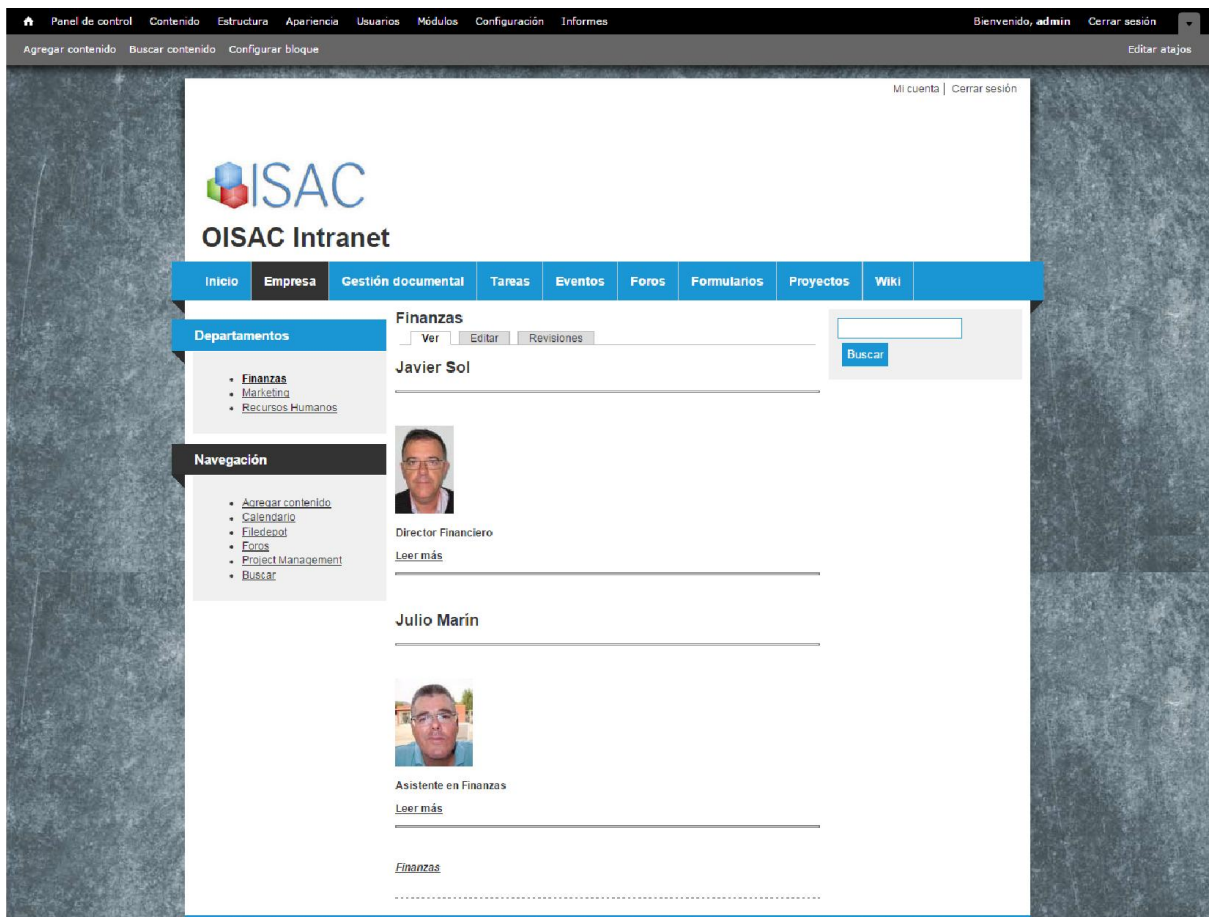 Panel de control Contenido Estructura Apariencia Usuarios Módulos Configuración Informes Bienvenido, admin Cerrar sesión
Agregar contenido Buscar contenido Configurar bloque Editar atajos
Mi cuenta | Cerrar sesión
ISAC
OISAC Intranet
Inicio Empresa Gestión documental Tareas Eventos Foros Formularios Proyectos Wiki
Departamentos
Finanzas
Marketing
Recursos Humanos
Navegación
Agregar contenido
Calendario
Filedepot
Foros
Project Management
Buscar
Finanzas
Ver Editar Revisiones
Javier Sol
Director Financiero
Leer más
Julio Marín
Asistente en Finanzas
Leer más
Finanzas
Buscar